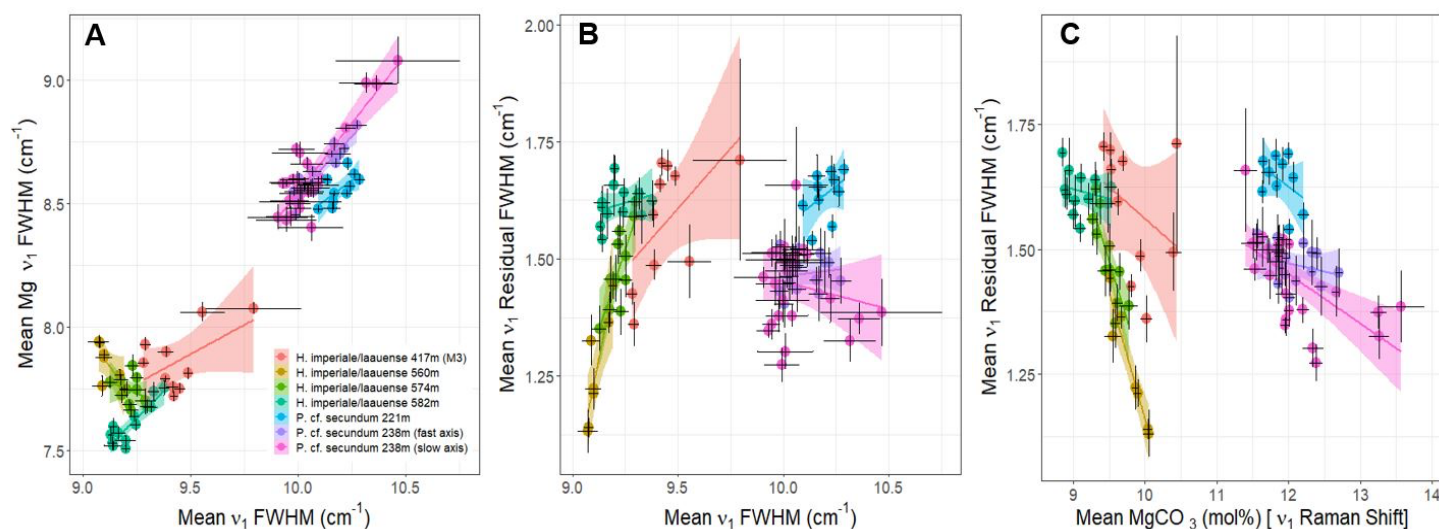 A
Mean Mg ν1 FWHM (cm-1)
9.0
8.5
8.0
7.5
H. imperiale/laauense 417m (M3)
H. imperiale/laauense 560m
H. imperiale/laauense 574m
H. imperiale/laauense 582m
P. cf. secundum 221m
P. cf. secundum 238m (fast axis)
P. cf. secundum 238m (slow axis)
9.0 9.5 10.0 10.5
Mean ν1 FWHM (cm-1)
B
Mean ν1 Residual FWHM (cm-1)
2.00
1.75
1.50
1.25
9.0 9.5 10.0 10.5
Mean ν1 FWHM (cm-1)
C
Mean ν1 Residual FWHM (cm-1)
1.75
1.50
1.25
9 10 11 12 13 14
Mean MgCO 3 (mol%) [ ν1 Raman Shift]